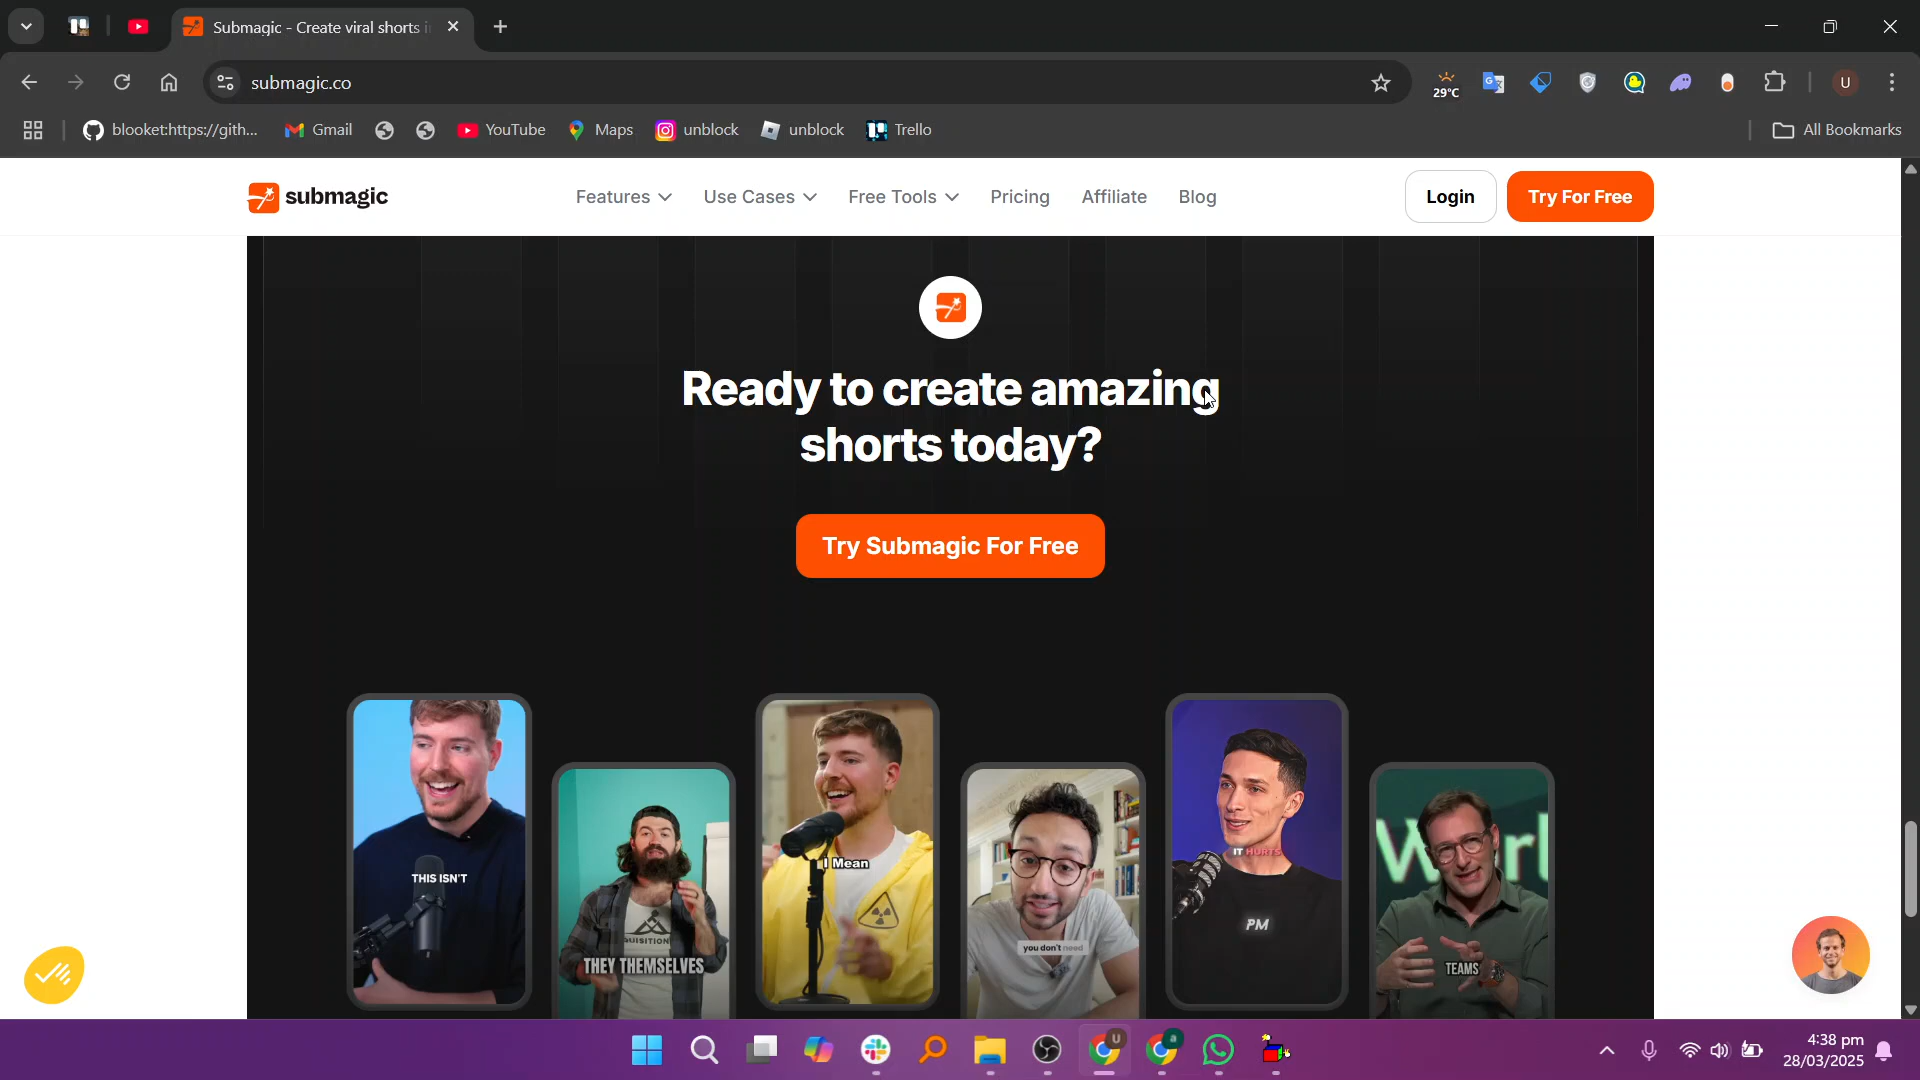 Submagic - Create viral shorts i
submagic.co
29°C
U
blooket:https://gith...
Gmail
YouTube
Maps
unblock
unblock
Trello
All Bookmarks
submagic
Features
Use Cases
Free Tools
Pricing
Affiliate
Blog
Login
Try For Free
Ready to create amazing
shorts today?
Try Submagic For Free
THIS ISN'T
I Mean
IT HURTS
PM
QUISITION
THEY THEMSELVES
you don't need
Worl
TEAMS
U
a
4:38 pm
28/03/2025